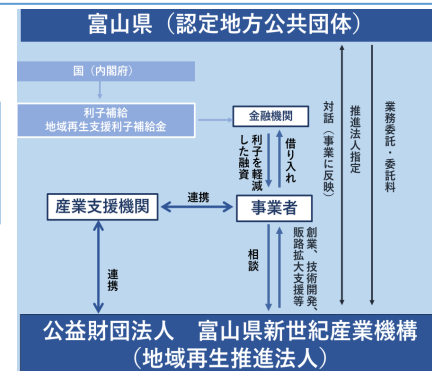 富山県（認定地方公共団体）
国（内閣府）
利子補給
地域再生支援利子補給金
金融機関
利子を軽減
した融資
借り入れ
対話（事業に反映）
推進法人指定
業務委託・委託料
産業支援機関
連携
事業者
連携
相談
創業、技術開発、
販路拡大支援等
公益財団法人　富山県新世紀産業機構
（地域再生推進法人）